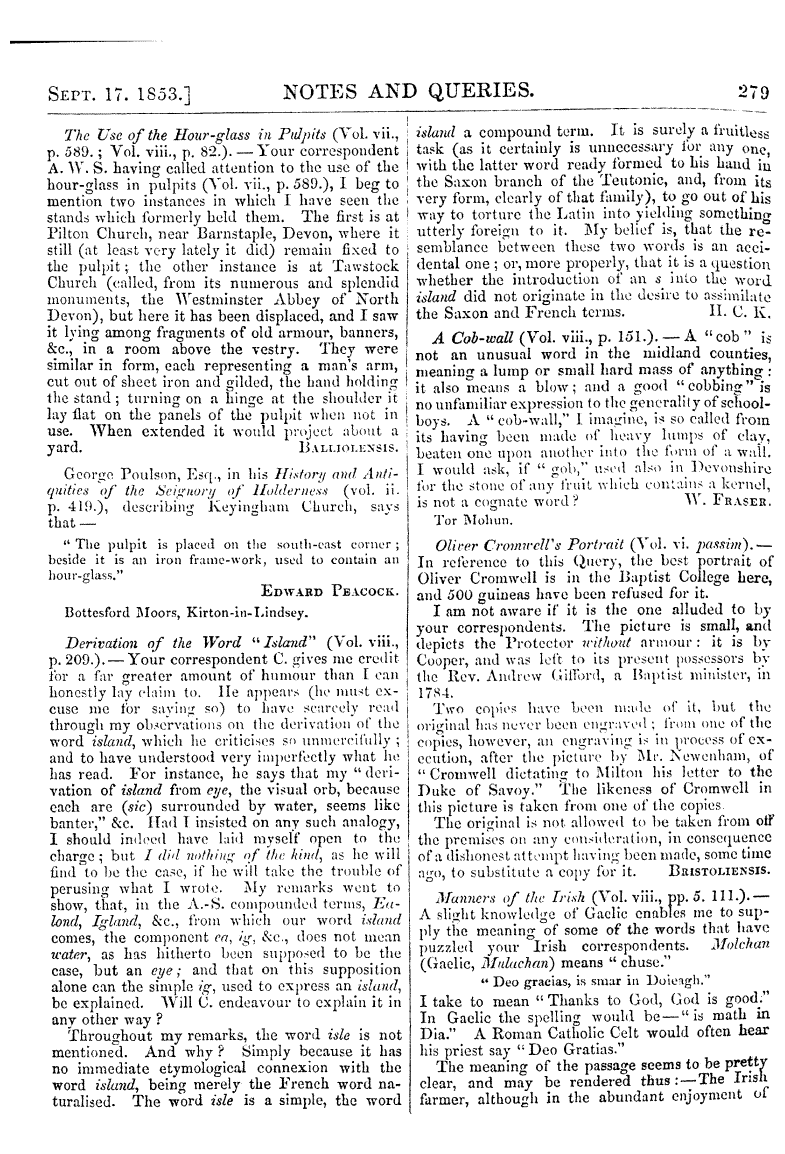 SEPT. 17. 1853.] NOTES AND QUERIES. 279
The Use of the Hour-glass in Pulpits (Vol. vii.,
p. 589.; Vol. viii., p. 82.). — Your correspondent
A. W. S. having called attention to the use of the
hour-glass in pulpits (Vol. vii., p. 589.), I beg to
mention two instances in which I have seen the
stands which formerly held them. The first is at
Pilton Church, near Barnstaple, Devon, where it
still (at least very lately it did) remain fixed to
the pulpit; the other instance is at Tawstock
Church (called, from its numerous and splendid
monuments, the Westminster Abbey of North
Devon), but here it has been displaced, and I saw
it lying among fragments of old armour, banners,
&c., in a room above the vestry. They were
similar in form, each representing a man's arm,
cut out of sheet iron and gilded, the hand holding
the stand; turning on a hinge at the shoulder it
lay flat on the panels of the pulpit when not in
use. When extended it would project about a
yard. BALLIOLENSIS.
George Poulson, Esq., in his History and Anti-
quities of the Seignory of Holderness (vol. ii.
p. 419.), describing Keyingham Church, says
that —
"The pulpit is placed on the south-east corner;
beside it is an iron frame-work, used to contain an
hour-glass."
EDWARD PEACOCK.
Bottesford Moors, Kirton-in-Lindsey.
Derivation of the Word "Island" (Vol. viii.,
p. 209.). — Your correspondent C. gives me credit
for a far greater amount of humour than I can
honestly lay claim to. He appears (he must ex-
cuse me for saying so) to have scarcely read
through my observations on the derivation of the
word island, which he criticises so unmercifully;
and to have understood very imperfectly what he
has read. For instance, he says that my "deri-
vation of island from eye, the visual orb, because
each are (sic) surrounded by water, seems like
banter," &c. Had I insisted on any such analogy,
I should indeed have laid myself open to the
charge; but I did nothing of the kind, as he will
find to be the case, if he will take the trouble of
perusing what I wrote. My remarks went to
show, that, in the A.-S. compounded terms, Ea-
lond, Igland, &c., from which our word island
comes, the component ea, ig, &c., does not mean
water, as has hitherto been supposed to be the
case, but an eye; and that on this supposition
alone can the simple ig, used to express an island,
be explained. Will C. endeavour to explain it in
any other way?
Throughout my remarks, the word isle is not
mentioned. And why? Simply because it has
no immediate etymological connexion with the
word island, being merely the French word na-
turalised. The word isle is a simple, the word
island a compound term. It is surely a fruitless
task (as it certainly is unnecessary for any one,
with the latter word ready formed to his hand in
the Saxon branch of the Teutonic, and, from its
very form, clearly of that family), to go out of his
way to torture the Latin into yielding something
utterly foreign to it. My belief is, that the re-
semblance between these two words is an acci-
dental one; or, more properly, that it is a question
whether the introduction of an s into the word
island did not originate in the desire to assimilate
the Saxon and French terms. H. C. K.
A Cob-wall (Vol. viii., p. 151.). — A "cob" is
not an unusual word in the midland counties,
meaning a lump or small hard mass of anything:
it also means a blow; and a good "cobbing" is
no unfamiliar expression to the generality of school-
boys. A "cob-wall," I imagine, is so called from
its having been made of heavy lumps of clay,
beaten one upon another into the form of a wall.
I would ask, if "gob," used also in Devonshire
for the stone of any fruit which contains a kernel,
is not a cognate word? W. FRASER.
Tor Mohun.
Oliver Cromwell's Portrait (Vol. vi. passim). —
In reference to this Query, the best portrait of
Oliver Cromwell is in the Baptist College here,
and 500 guineas have been refused for it.
I am not aware if it is the one alluded to by
your correspondents. The picture is small, and
depicts the Protector without armour: it is by
Cooper, and was left to its present possessors by
the Rev. Andrew Gifford, a Baptist minister, in
1784.
Two copies have been made of it, but the
original has never been engraved; from one of the
copies, however, an engraving is in process of ex-
ecution, after the picture by Mr. Newenham, of
"Cromwell dictating to Milton his letter to the
Duke of Savoy." The likeness of Cromwell in
this picture is taken from one of the copies.
The original is not allowed to be taken from off
the premises on any consideration, in consequence
of a dishonest attempt having been made, some time
ago, to substitute a copy for it. BRISTOLIENSIS.
Manners of the Irish (Vol. viii., pp. 5. 111.). —
A slight knowledge of Gaelic enables me to sup-
ply the meaning of some of the words that have
puzzled your Irish correspondents. Molchan
(Gaelic, Mulachan) means "chuse."
"Deo gracias, is smar in Doieagh."
I take to mean "Thanks to God, God is good."
In Gaelic the spelling would be — "is math in
Dia." A Roman Catholic Celt would often hear
his priest say "Deo Gratias."
The meaning of the passage seems to be pretty
clear, and may be rendered thus: — The Irish
farmer, although in the abundant enjoyment of